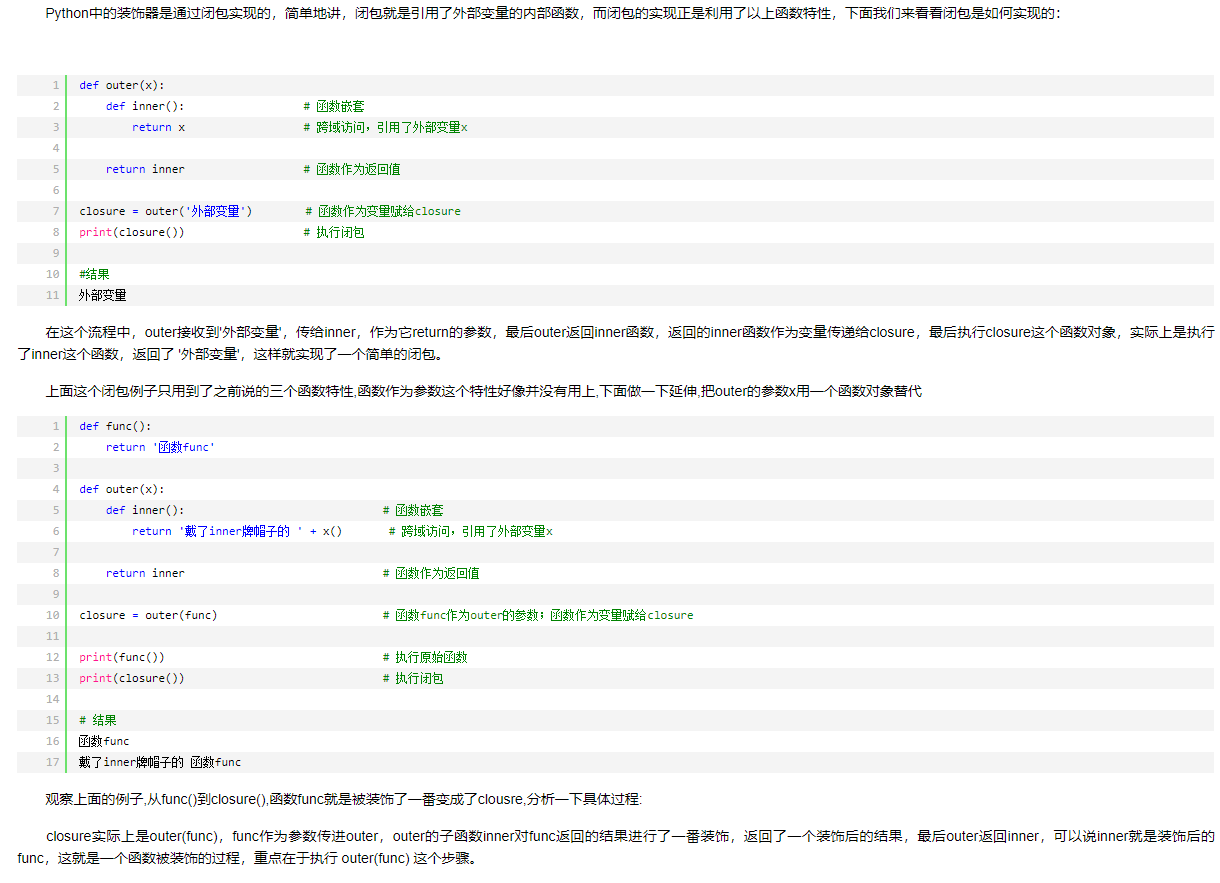 Python中的装饰器是通过闭包实现的，简单地讲，闭包就是引用了外部变量的内部函数，而闭包的实现正是利用了以上函数特性，下面我们来看看闭包是如何实现的：
1 def outer(x):
2 def inner(): # 函数嵌套
3 return x # 跨域访问，引用了外部变量x
4
5 return inner # 函数作为返回值
6
7 closure = outer('外部变量') # 函数作为变量赋给closure
8 print(closure()) # 执行闭包
9
10 #结果
11 外部变量
在这个流程中，outer接收到'外部变量'，传给inner，作为它return的参数，最后outer返回inner函数，返回的inner函数作为变量传递给closure，最后执行closure这个函数对象，实际上是执行
了inner这个函数，返回了 '外部变量'，这样就实现了一个简单的闭包。
上面这个闭包例子只用到了之前说的三个函数特性,函数作为参数这个特性好像并没有用上,下面做一下延伸,把outer的参数x用一个函数对象替代
1 def func():
2 return '函数func'
3
4 def outer(x):
5 def inner(): # 函数嵌套
6 return '戴了inner牌帽子的 ' + x() # 跨域访问，引用了外部变量x
7
8 return inner # 函数作为返回值
9
10 closure = outer(func) # 函数func作为outer的参数；函数作为变量赋给closure
11
12 print(func()) # 执行原始函数
13 print(closure()) # 执行闭包
14
15 # 结果
16 函数func
17 戴了inner牌帽子的 函数func
观察上面的例子,从func()到closure(),函数func就是被装饰了一番变成了clousre,分析一下具体过程:
closure实际上是outer(func)，func作为参数传进outer，outer的子函数inner对func返回的结果进行了一番装饰，返回了一个装饰后的结果，最后outer返回inner，可以说inner就是装饰后的
func，这就是一个函数被装饰的过程，重点在于执行 outer(func) 这个步骤。